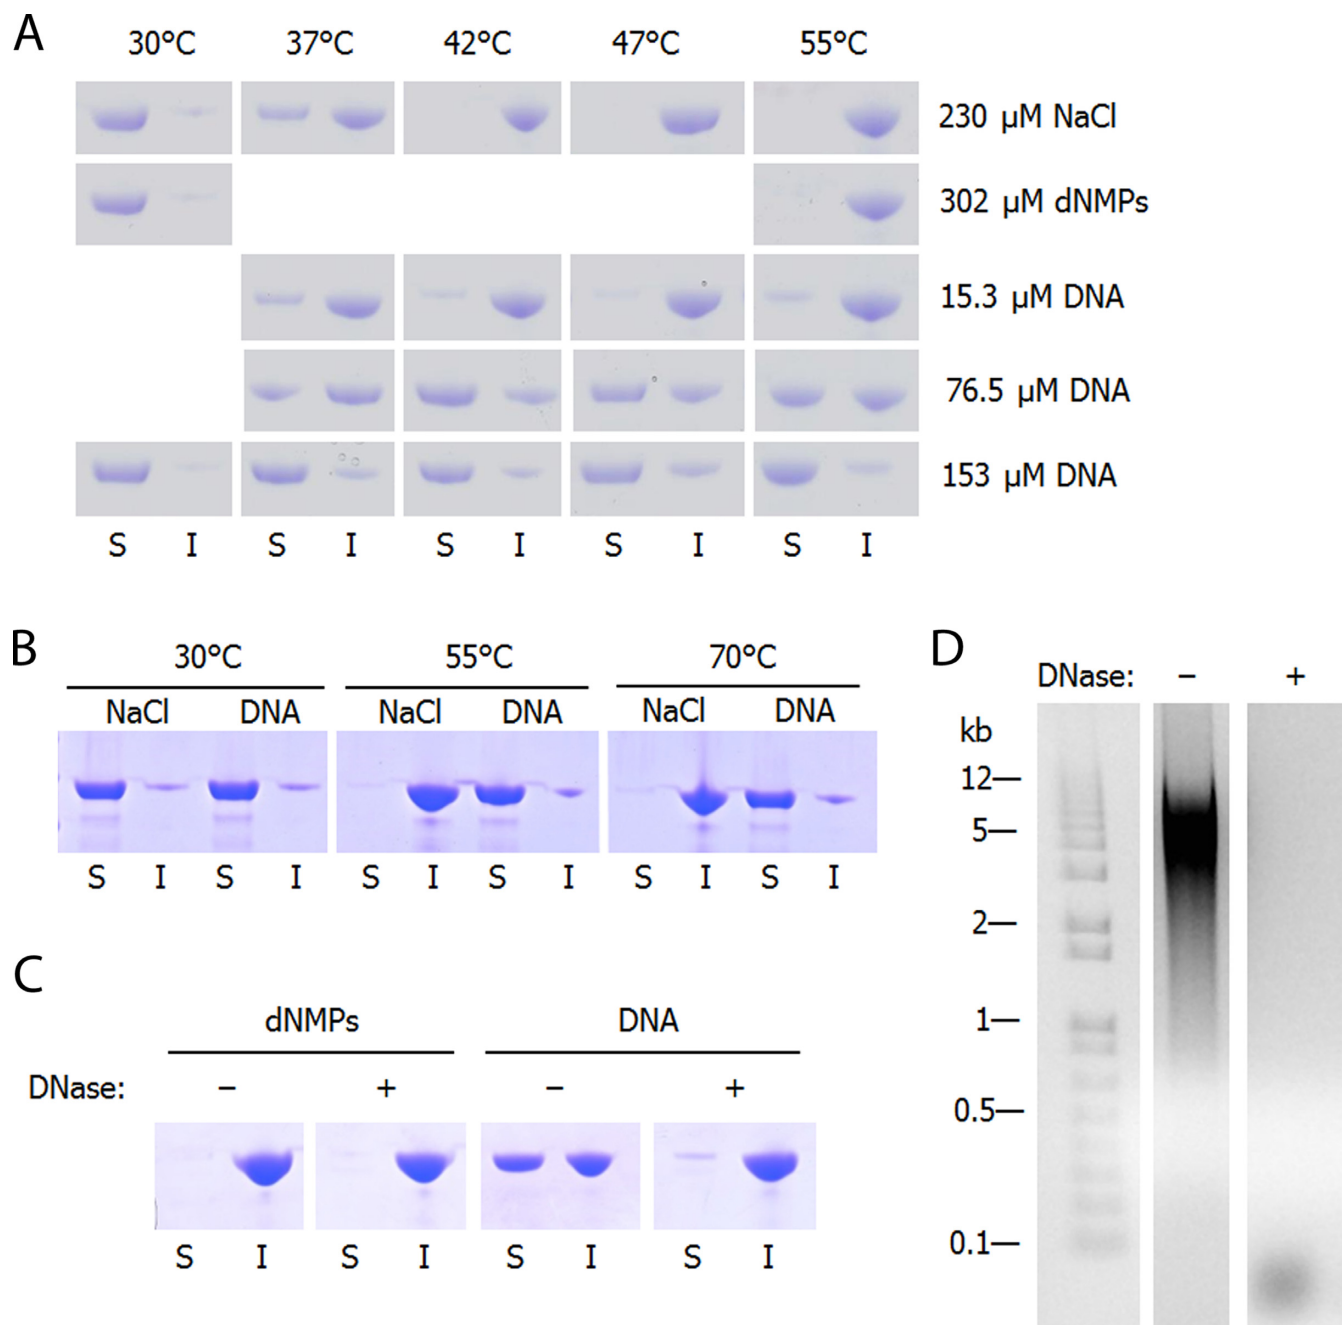 A
30°C 37°C 42°C 47°C 55°C
230 µM NaCl
302 µM dNMPs
15.3 µM DNA
76.5 µM DNA
153 µM DNA
S I S I S I S I S I
B
30°C 55°C 70°C
NaCl DNA NaCl DNA NaCl DNA
S I S I S I S I S I S I
C
dNMPs DNA
DNase: − + − +
S I S I S I S I
D
DNase: − +
kb
12
5
2
1
0.5
0.1